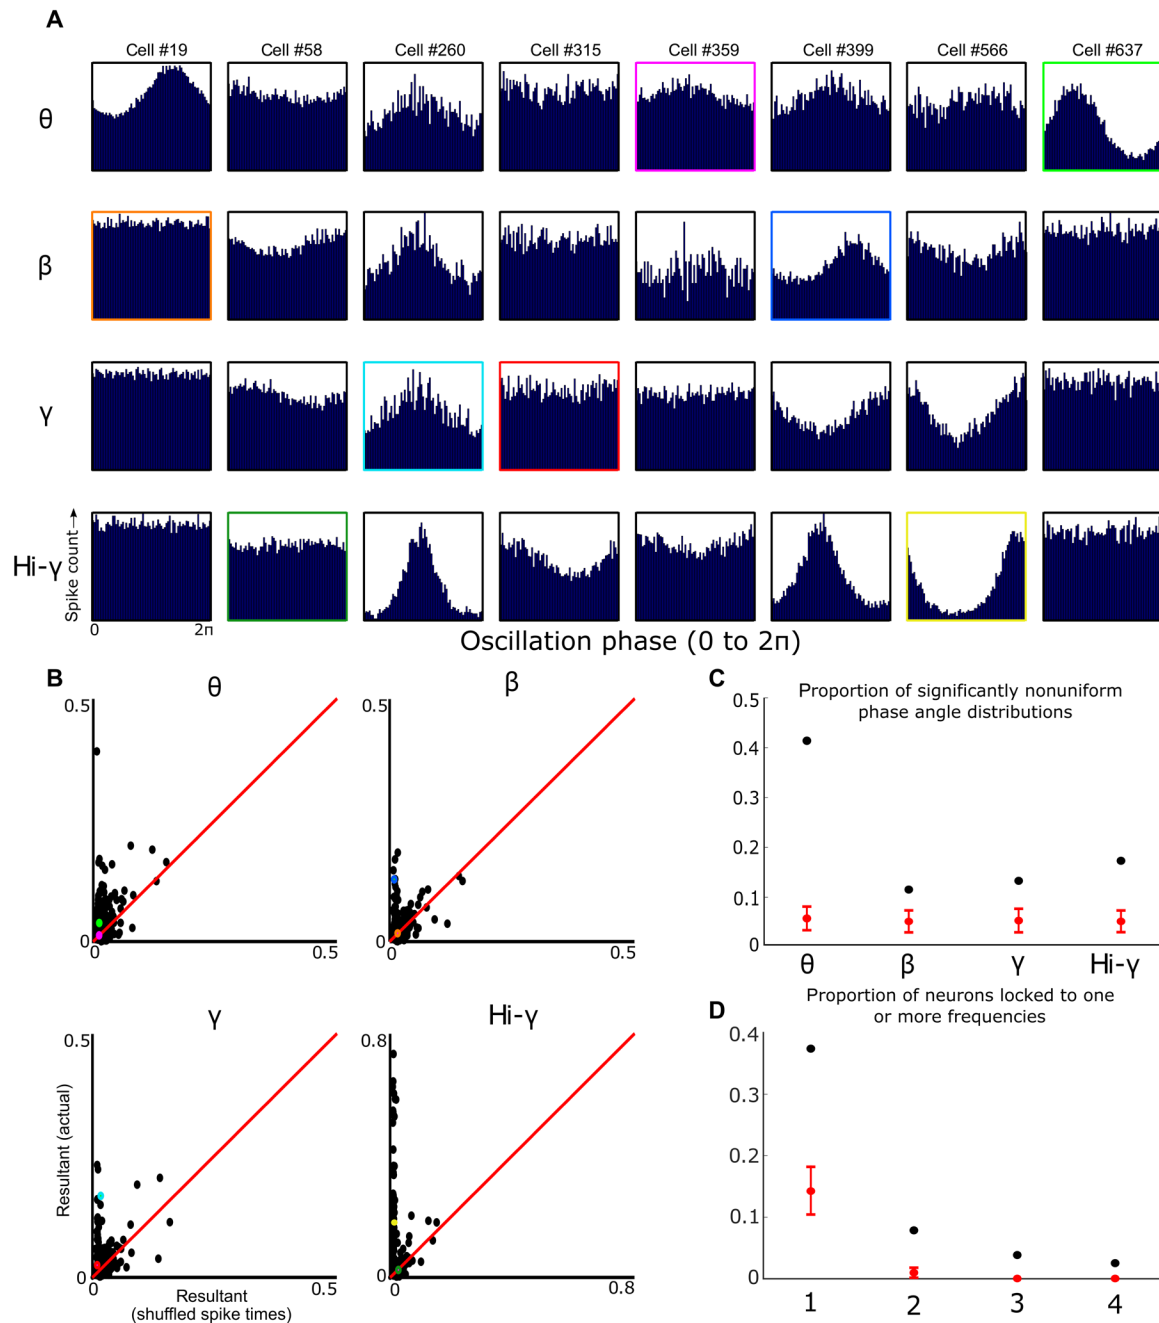 A
Cell #19 Cell #58 Cell #260 Cell #315 Cell #359 Cell #399 Cell #566 Cell #637
θ
β
γ
Hi-γ
Spike count→
0 2π
Oscillation phase (0 to 2π)
B
θ
0.5
0
0.5
β
0.5
0
0
0.5
γ
0.5
0
0
0.5
Resultant (actual)
Resultant
(shuffled spike times)
Hi-γ
0.8
0
0
0.8
C
Proportion of significantly nonuniform
phase angle distributions
0.5
0.4
0.3
0.2
0.1
0
θ β γ Hi-γ
D
Proportion of neurons locked to one
or more frequencies
0.4
0.3
0.2
0.1
0
1 2 3 4